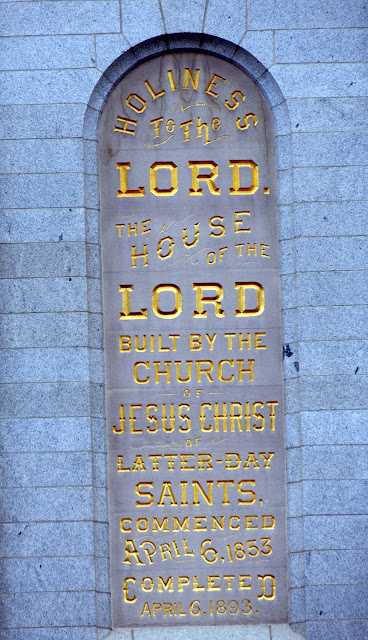 HOLINESS
To The
LORD.
THE HOUSE OF THE
LORD
BUILT BY THE
CHURCH
OF
JESUS CHRIST
OF
LATTER-DAY
SAINTS.
COMMENCED
APRIL 6, 1853
COMPLETED
APRIL 6, 1893.